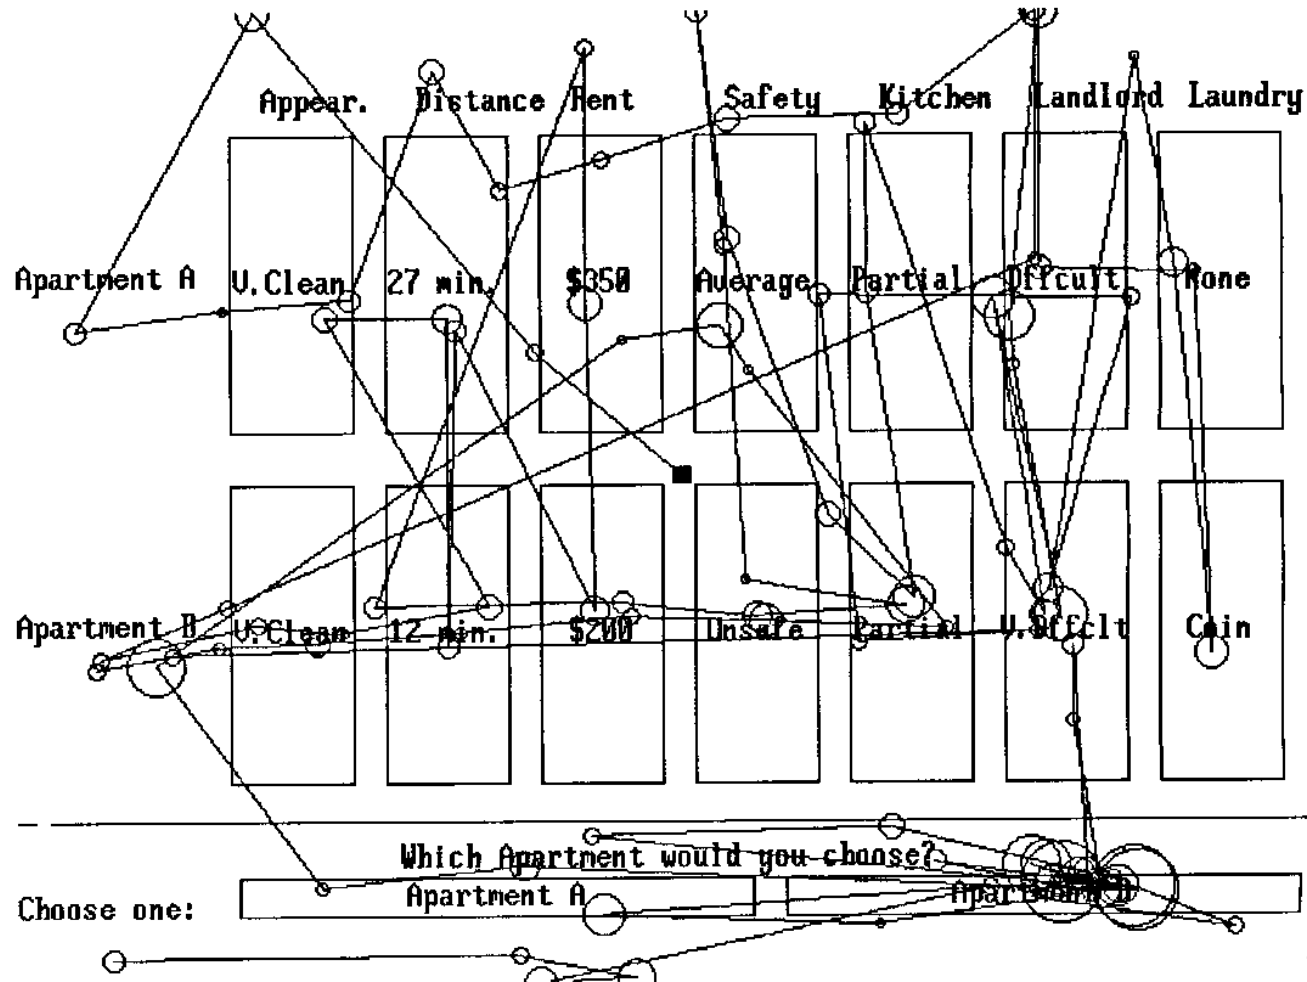 Appear. Distance Rent Safety Kitchen Landlord Laundry
Apartment A V.Clean 27 min. $350 Average Partial Dffcult None
Apartment B V.Clean 12 min. $200 Unsafe Partial V.Dffclt Coin
Which Apartment would you choose?
Choose one: Apartment A Apartment B